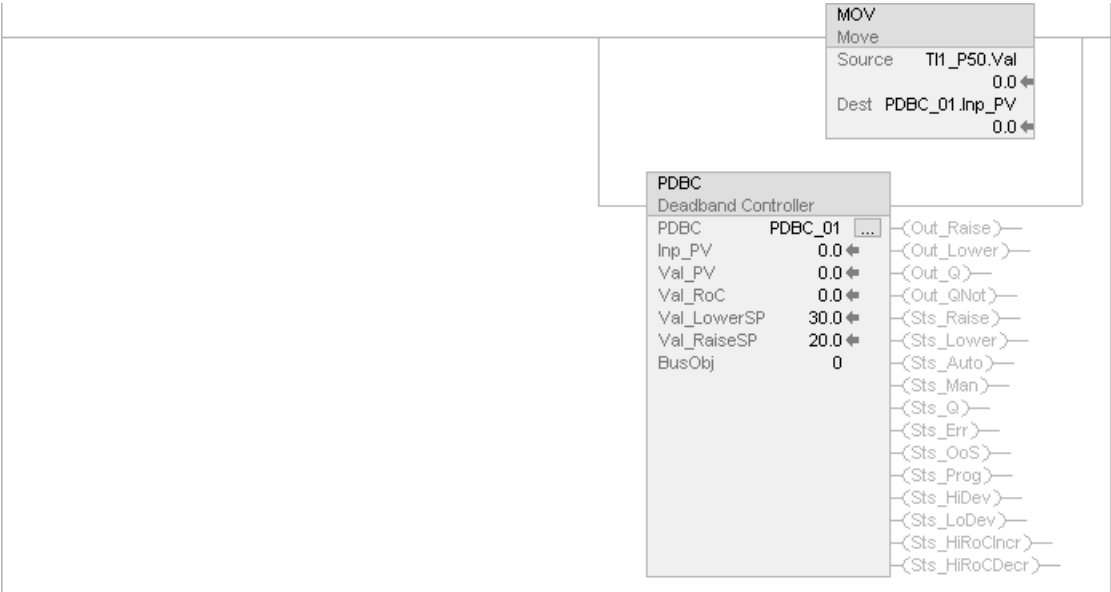 MOV
Move
Source TI1_P50.Val
0.0
Dest PDBC_01.Inp_PV
0.0
PDBC
Deadband Controller
PDBC PDBC_01 ...
Inp_PV 0.0
Val_PV 0.0
Val_RoC 0.0
Val_LowerSP 30.0
Val_RaiseSP 20.0
BusObj 0
Out_Raise
Out_Lower
Out_Q
Out_QNot
Sts_Raise
Sts_Lower
Sts_Auto
Sts_Man
Sts_Q
Sts_Err
Sts_OoS
Sts_Prog
Sts_HiDev
Sts_LoDev
Sts_HiRoCIncr
Sts_HiRoCDecr